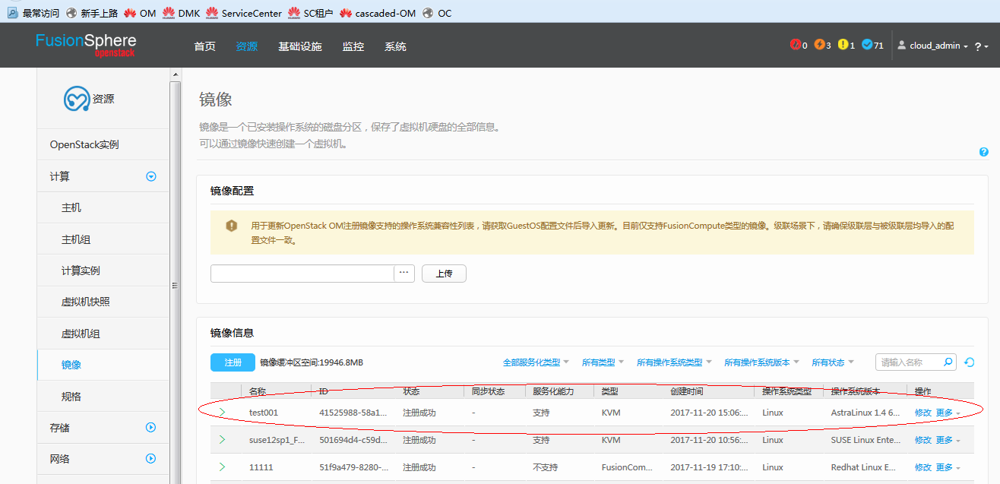 最常访问 新手上路 OM DMK ServiceCenter SC租户 cascaded-OM OC
FusionSphere openstack 首页 资源 基础设施 监控 系统 0 3 1 71 cloud_admin ?
资源
OpenStack实例
计算
主机
主机组
计算实例
虚拟机快照
虚拟机组
镜像
规格
存储
网络
镜像
镜像是一个已安装操作系统的磁盘分区，保存了虚拟机硬盘的全部信息。
可以通过镜像快速创建一个虚拟机。
?
镜像配置
用于更新OpenStack OM注册镜像支持的操作系统兼容性列表，请获取GuestOS配置文件后导入更新。目前仅支持FusionCompute类型的镜像。级联场景下，请确保级联层与被级联层均导入的配
置文件一致。
... 上传
镜像信息
注册 镜像缓冲区空间:19946.8MB 全部服务化类型 所有类型 所有操作系统类型 所有操作系统版本 所有状态 请输入名称
名称 ID 状态 同步状态 服务化能力 类型 创建时间 操作系统类型 操作系统版本 操作
test001 41525988-58a1... 注册成功 - 支持 KVM 2017-11-20 15:06:... Linux AstraLinux 1.4 6... 修改 更多
suse12sp1_F... 501694d4-c59d... 注册成功 - 支持 KVM 2017-11-20 10:56:... Linux SUSE Linux Ente... 修改 更多
11111 51f9a479-8280-... 注册成功 - 不支持 FusionCom... 2017-11-19 17:10:... Linux Redhat Linux E... 修改 更多